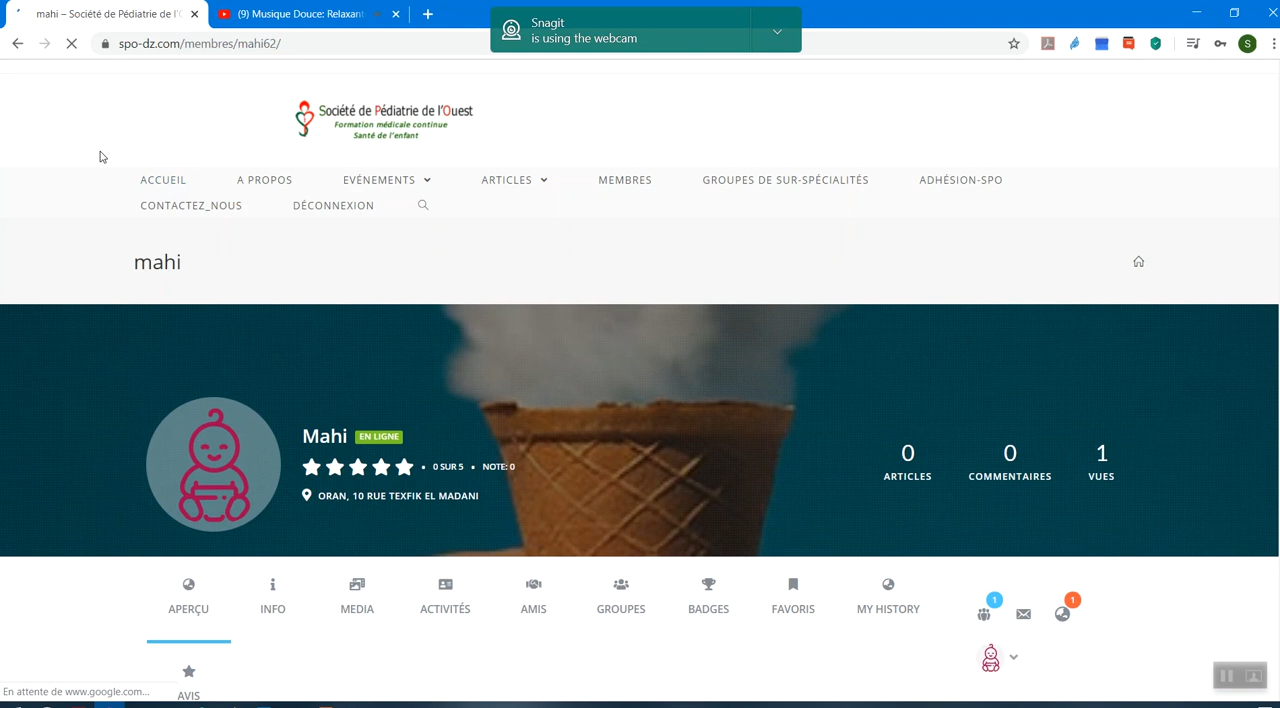 mahi – Société de Pédiatrie de l'O
(9) Musique Douce: Relaxant
Snagit
is using the webcam
spo-dz.com/membres/mahi62/
S
Société de Pédiatrie de l'Ouest
Formation médicale continue
Santé de l'enfant
ACCUEIL
A PROPOS
EVÉNEMENTS
ARTICLES
MEMBRES
GROUPES DE SUR-SPÉCIALITÉS
ADHÉSION-SPO
CONTACTEZ_NOUS
DÉCONNEXION
mahi
Mahi EN LIGNE
• 0 SUR 5 • NOTE: 0
ORAN, 10 RUE TEXFIK EL MADANI
0
ARTICLES
0
COMMENTAIRES
1
VUES
APERÇU
INFO
MEDIA
ACTIVITÉS
AMIS
GROUPES
BADGES
FAVORIS
MY HISTORY
1
1
AVIS
En attente de www.google.com...